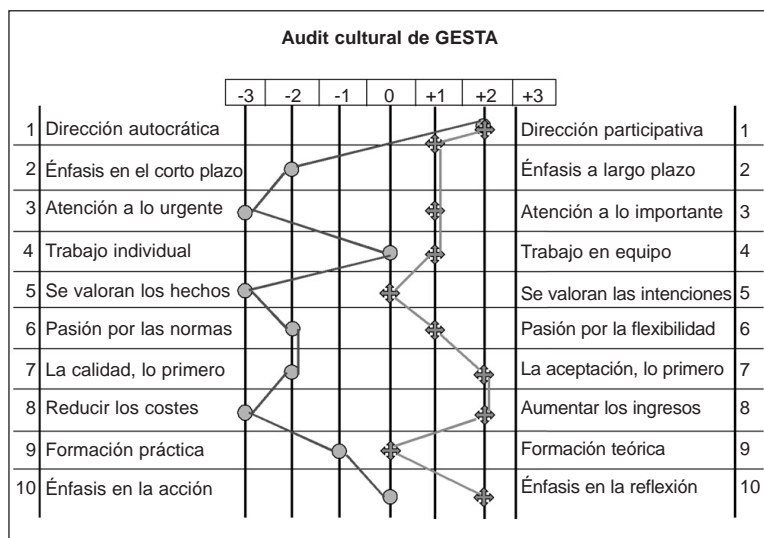 Audit cultural de GESTA
-3 -2 -1 0 +1 +2 +3
1 Dirección autocrática Dirección participativa 1
2 Énfasis en el corto plazo Énfasis a largo plazo 2
3 Atención a lo urgente Atención a lo importante 3
4 Trabajo individual Trabajo en equipo 4
5 Se valoran los hechos Se valoran las intenciones 5
6 Pasión por las normas Pasión por la flexibilidad 6
7 La calidad, lo primero La aceptación, lo primero 7
8 Reducir los costes Aumentar los ingresos 8
9 Formación práctica Formación teórica 9
10 Énfasis en la acción Énfasis en la reflexión 10